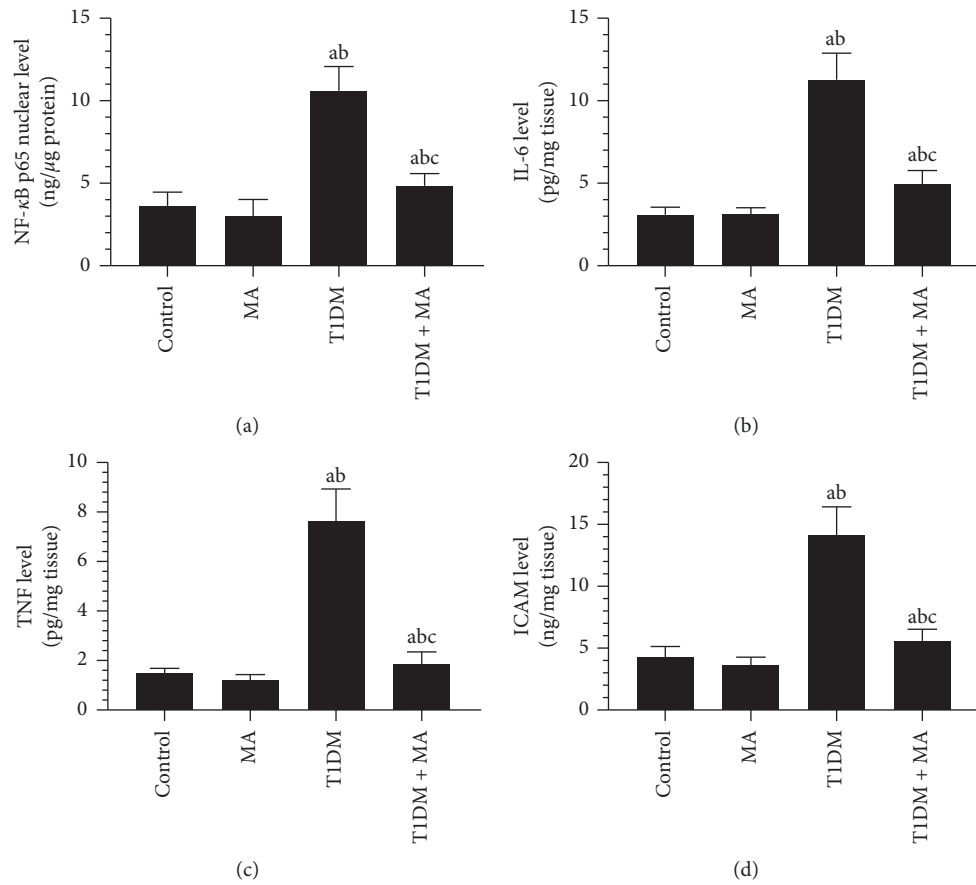 NF-κB p65 nuclear level
(ng/μg protein)
15
10
5
0
ab
abc
Control
MA
T1DM
T1DM + MA
(a)
IL-6 level
(pg/mg tissue)
15
10
5
0
ab
abc
Control
MA
T1DM
T1DM + MA
(b)
TNF level
(pg/mg tissue)
10
8
6
4
2
0
ab
abc
Control
MA
T1DM
T1DM + MA
(c)
ICAM level
(ng/mg tissue)
20
15
10
5
0
ab
abc
Control
MA
T1DM
T1DM + MA
(d)